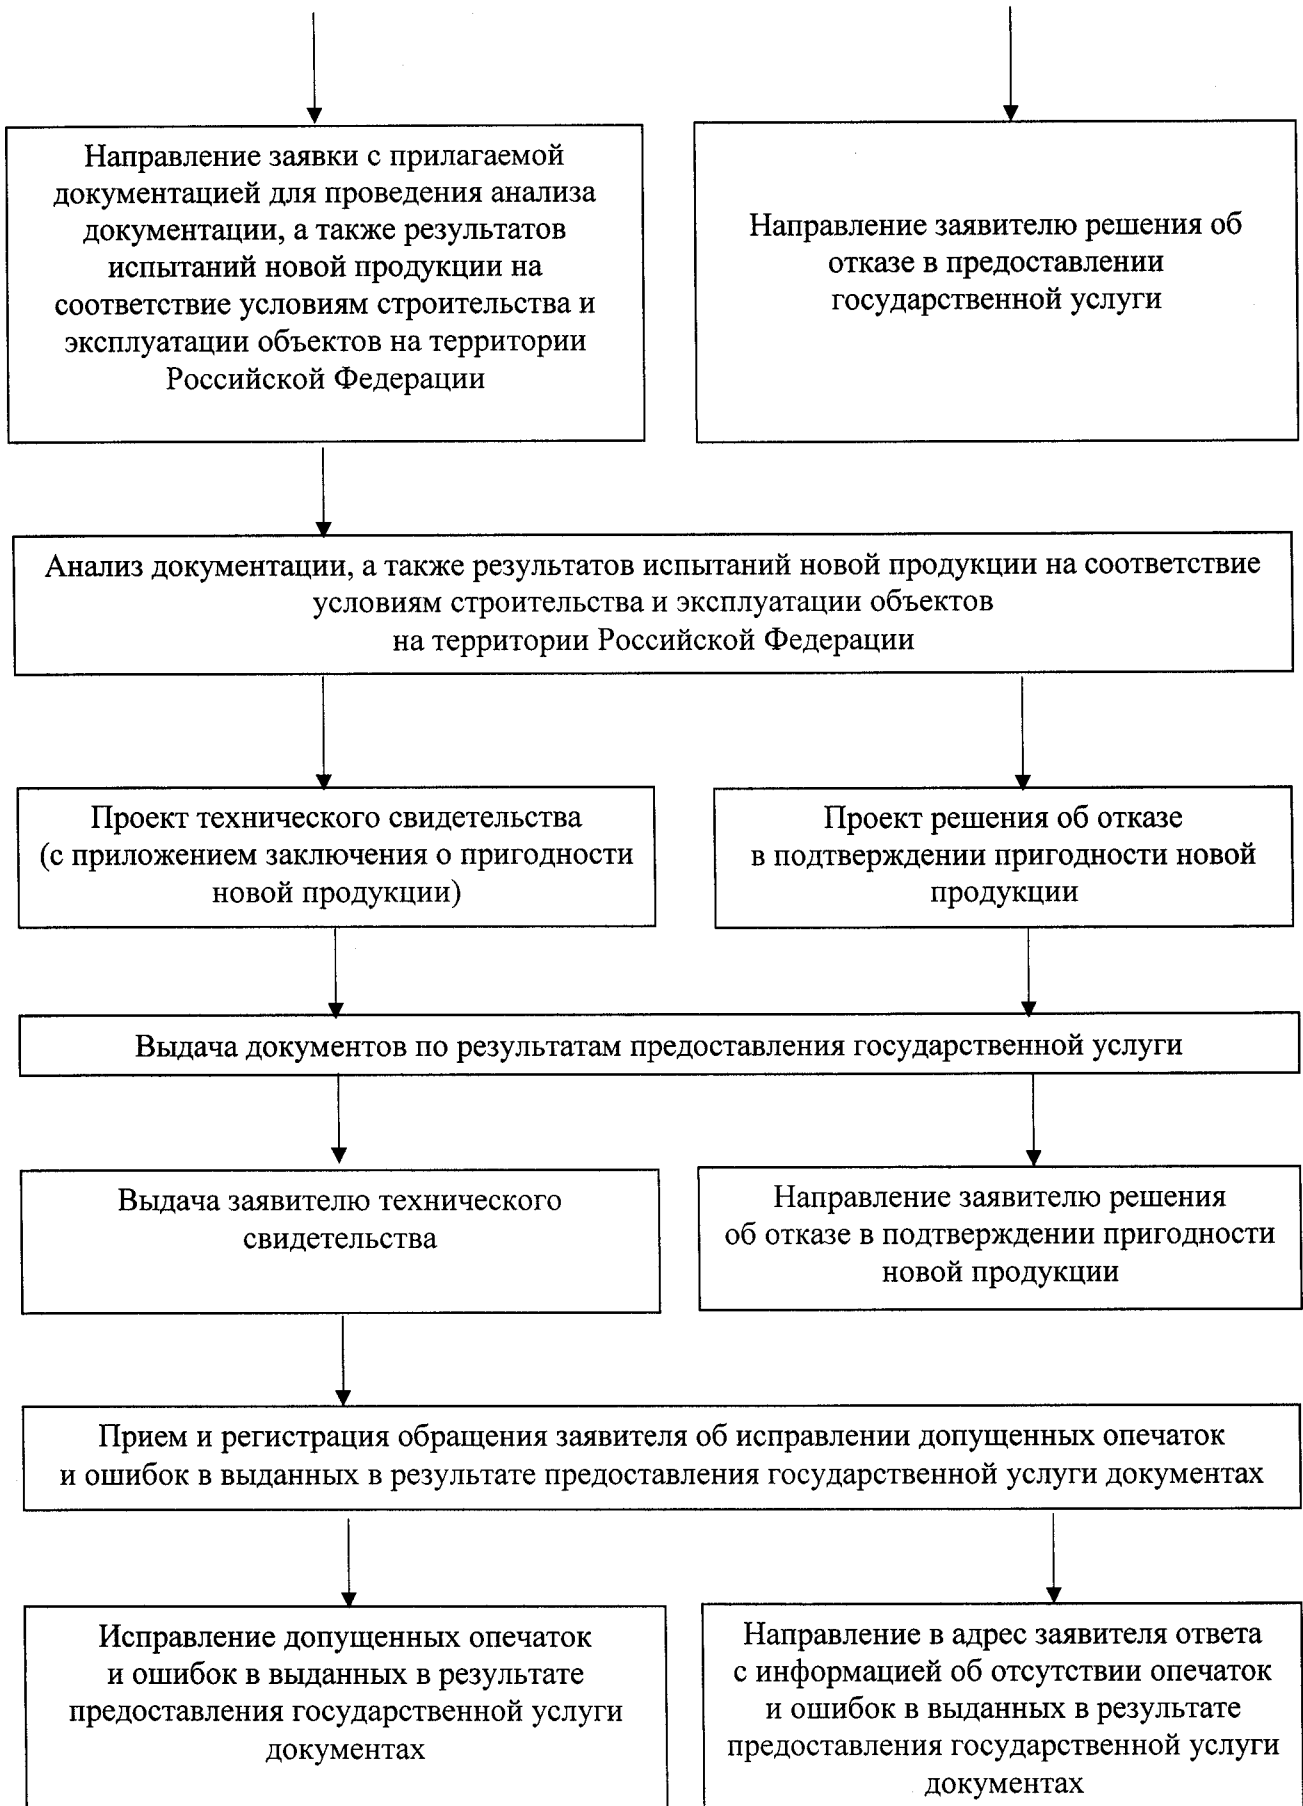 Направление заявки с прилагаемой
документацией для проведения анализа
документации, а также результатов
испытаний новой продукции на
соответствие условиям строительства и
эксплуатации объектов на территории
Российской Федерации
Направление заявителю решения об
отказе в предоставлении
государственной услуги
Анализ документации, а также результатов испытаний новой продукции на соответствие
условиям строительства и эксплуатации объектов
на территории Российской Федерации
Проект технического свидетельства
(с приложением заключения о пригодности
новой продукции)
Проект решения об отказе
в подтверждении пригодности новой
продукции
Выдача документов по результатам предоставления государственной услуги
Выдача заявителю технического
свидетельства
Направление заявителю решения
об отказе в подтверждении пригодности
новой продукции
Прием и регистрация обращения заявителя об исправлении допущенных опечаток
и ошибок в выданных в результате предоставления государственной услуги документах
Исправление допущенных опечаток
и ошибок в выданных в результате
предоставления государственной услуги
документах
Направление в адрес заявителя ответа
с информацией об отсутствии опечаток
и ошибок в выданных в результате
предоставления государственной услуги
документах